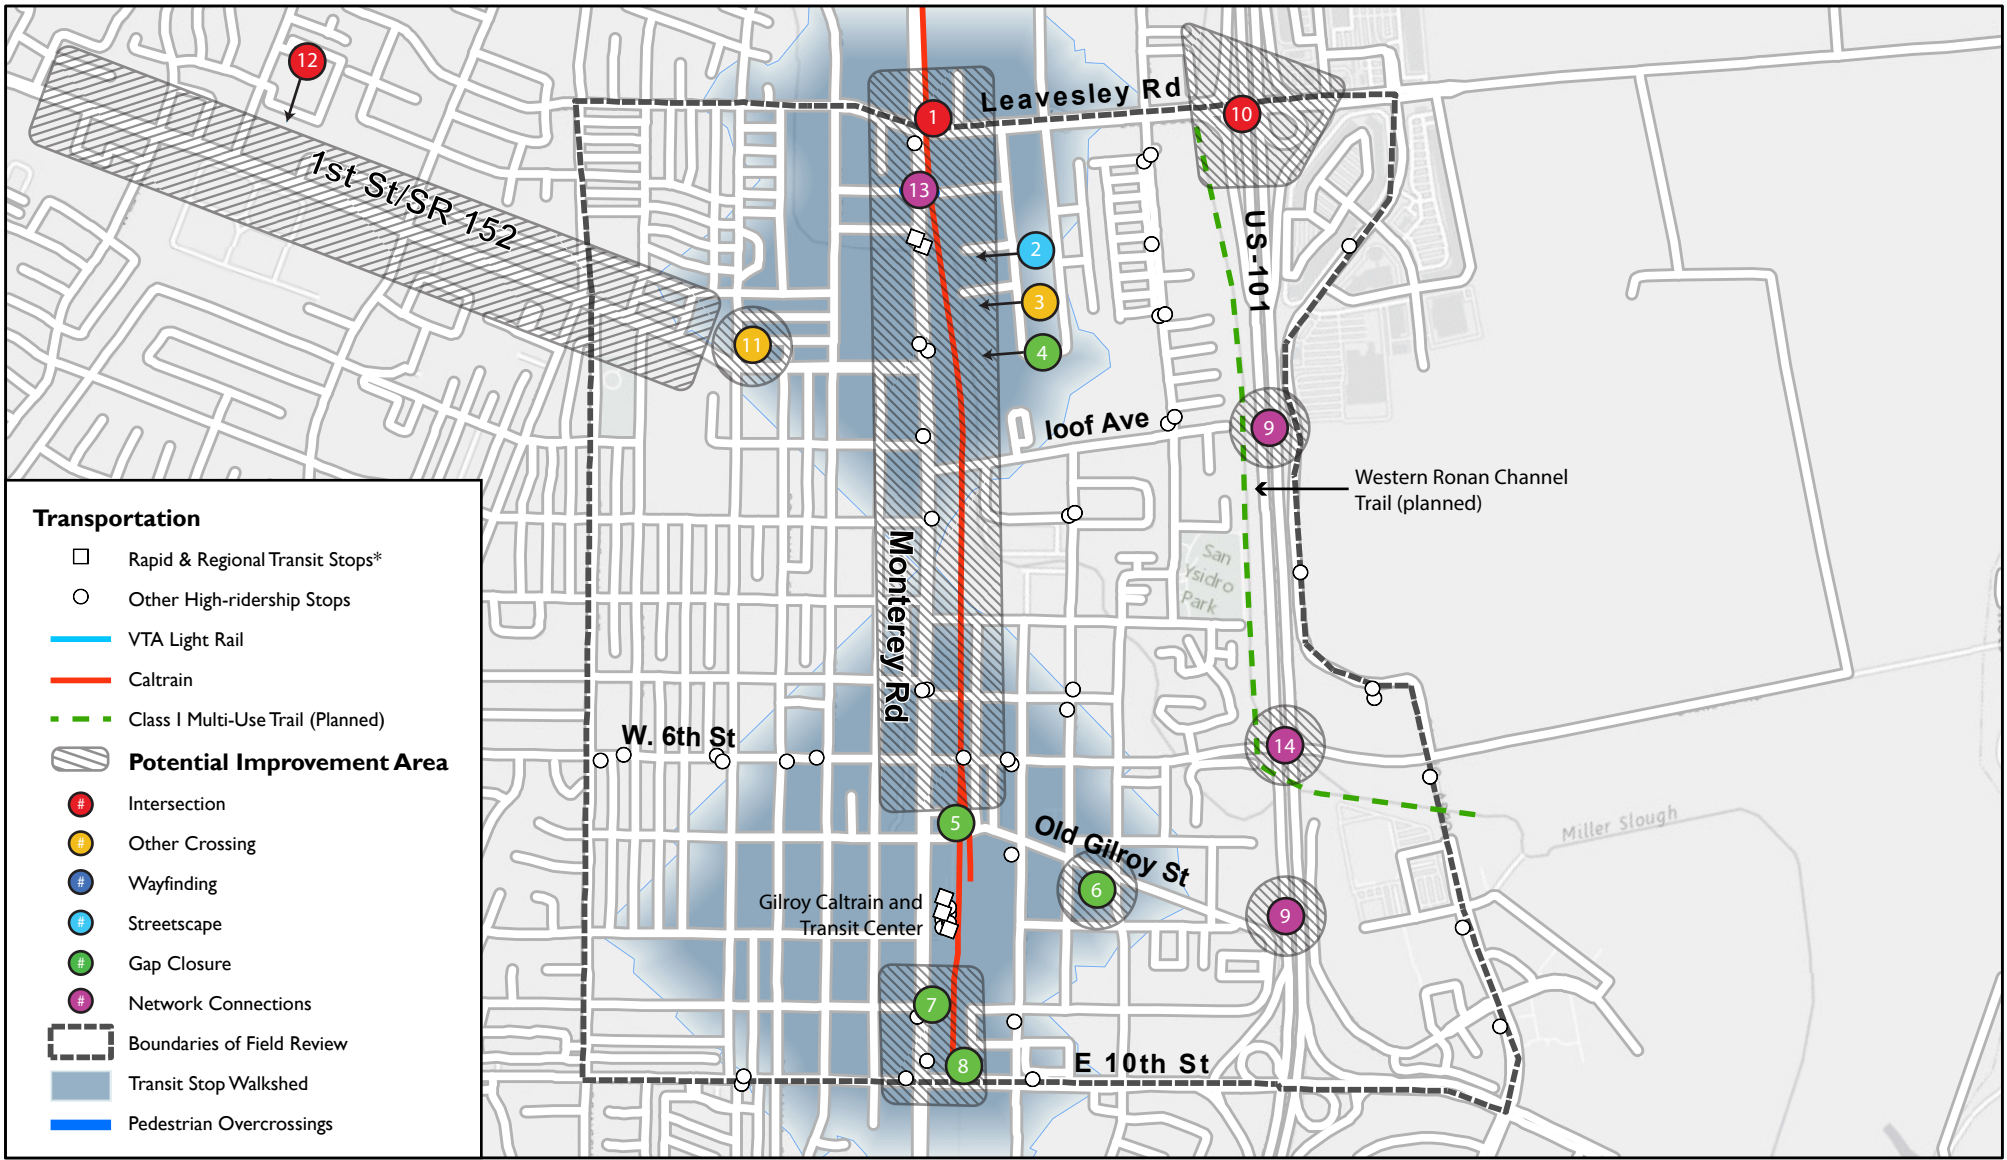 12
1
Leavesley Rd
10
1st St/SR 152
13
2
3
4
US-101
11
Ioof Ave
9
Western Ronan Channel
Trail (planned)
San
Ysidro
Park
Monterey Rd
W. 6th St
14
5
Old Gilroy St
Miller Slough
6
Gilroy Caltrain and
Transit Center
9
7
8
E 10th St
Transportation
Rapid & Regional Transit Stops*
Other High-ridership Stops
VTA Light Rail
Caltrain
Class I Multi-Use Trail (Planned)
Potential Improvement Area
# Intersection
# Other Crossing
# Wayfinding
# Streetscape
# Gap Closure
# Network Connections
Boundaries of Field Review
Transit Stop Walkshed
Pedestrian Overcrossings